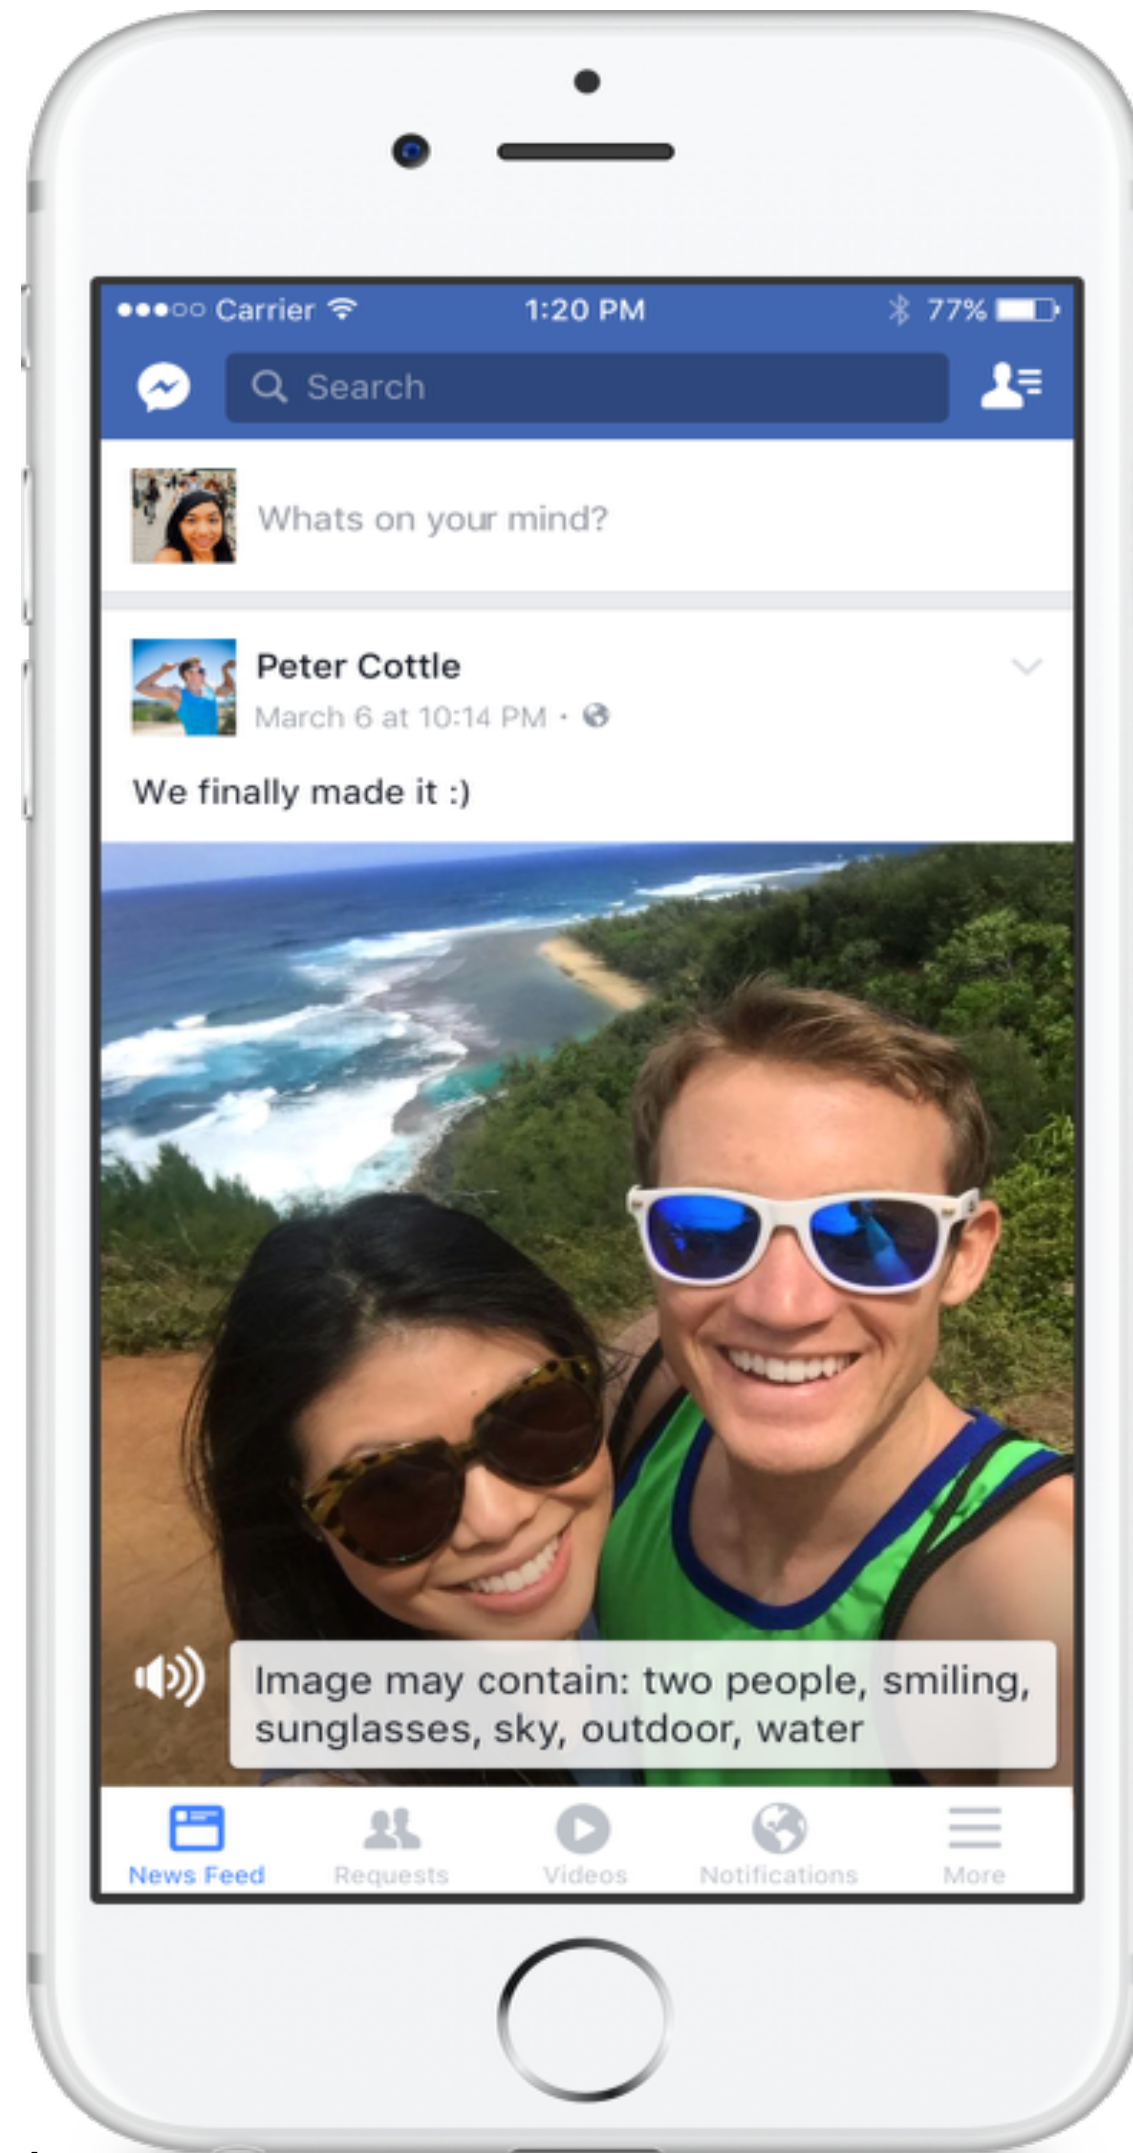 Carrier 1:20 PM 77%
Search
Whats on your mind?
Peter Cottle
March 6 at 10:14 PM ·
We finally made it :)
Image may contain: two people, smiling,
sunglasses, sky, outdoor, water
News Feed Requests Videos Notifications More